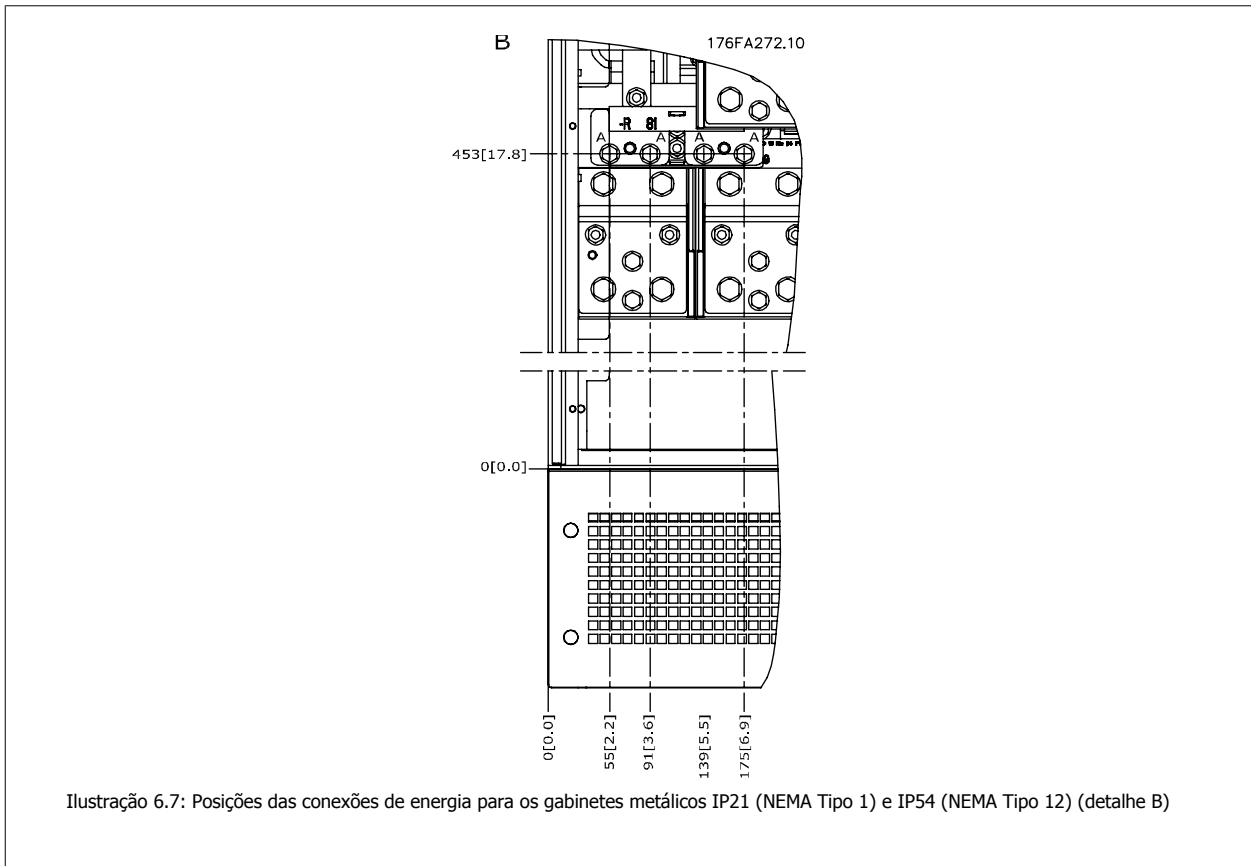 B
176FA272.10
-R 81
A A A A
453[17.8]
0[0.0]
0[0.0]
55[2.2]
91[3.6]
139[5.5]
175[6.9]
Ilustração 6.7: Posições das conexões de energia para os gabinetes metálicos IP21 (NEMA Tipo 1) e IP54 (NEMA Tipo 12) (detalhe B)